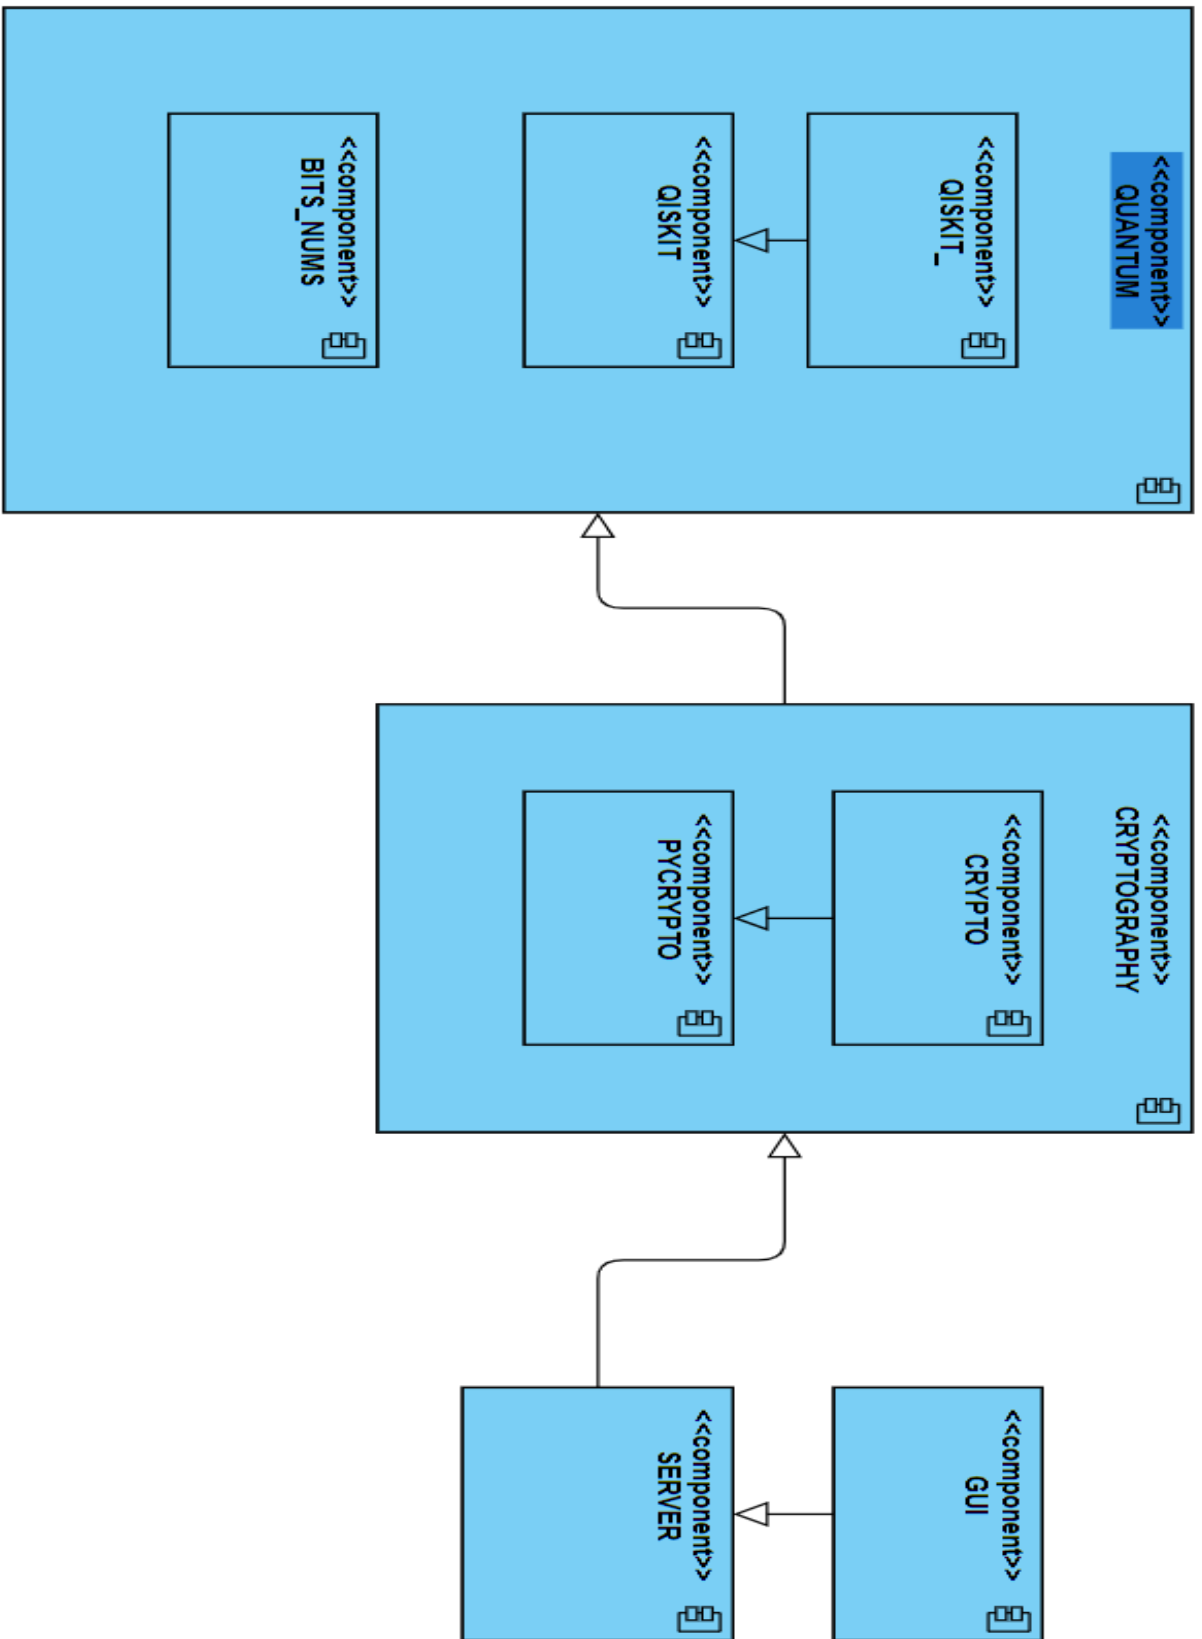 <<component>>
QUANTUM
<<component>>
QISKIT_
<<component>>
QISKIT
<<component>>
BITS_NUMS
<<component>>
CRYPTOGRAPHY
<<component>>
CRYPTO
<<component>>
PYCRYPTO
<<component>>
GUI
<<component>>
SERVER